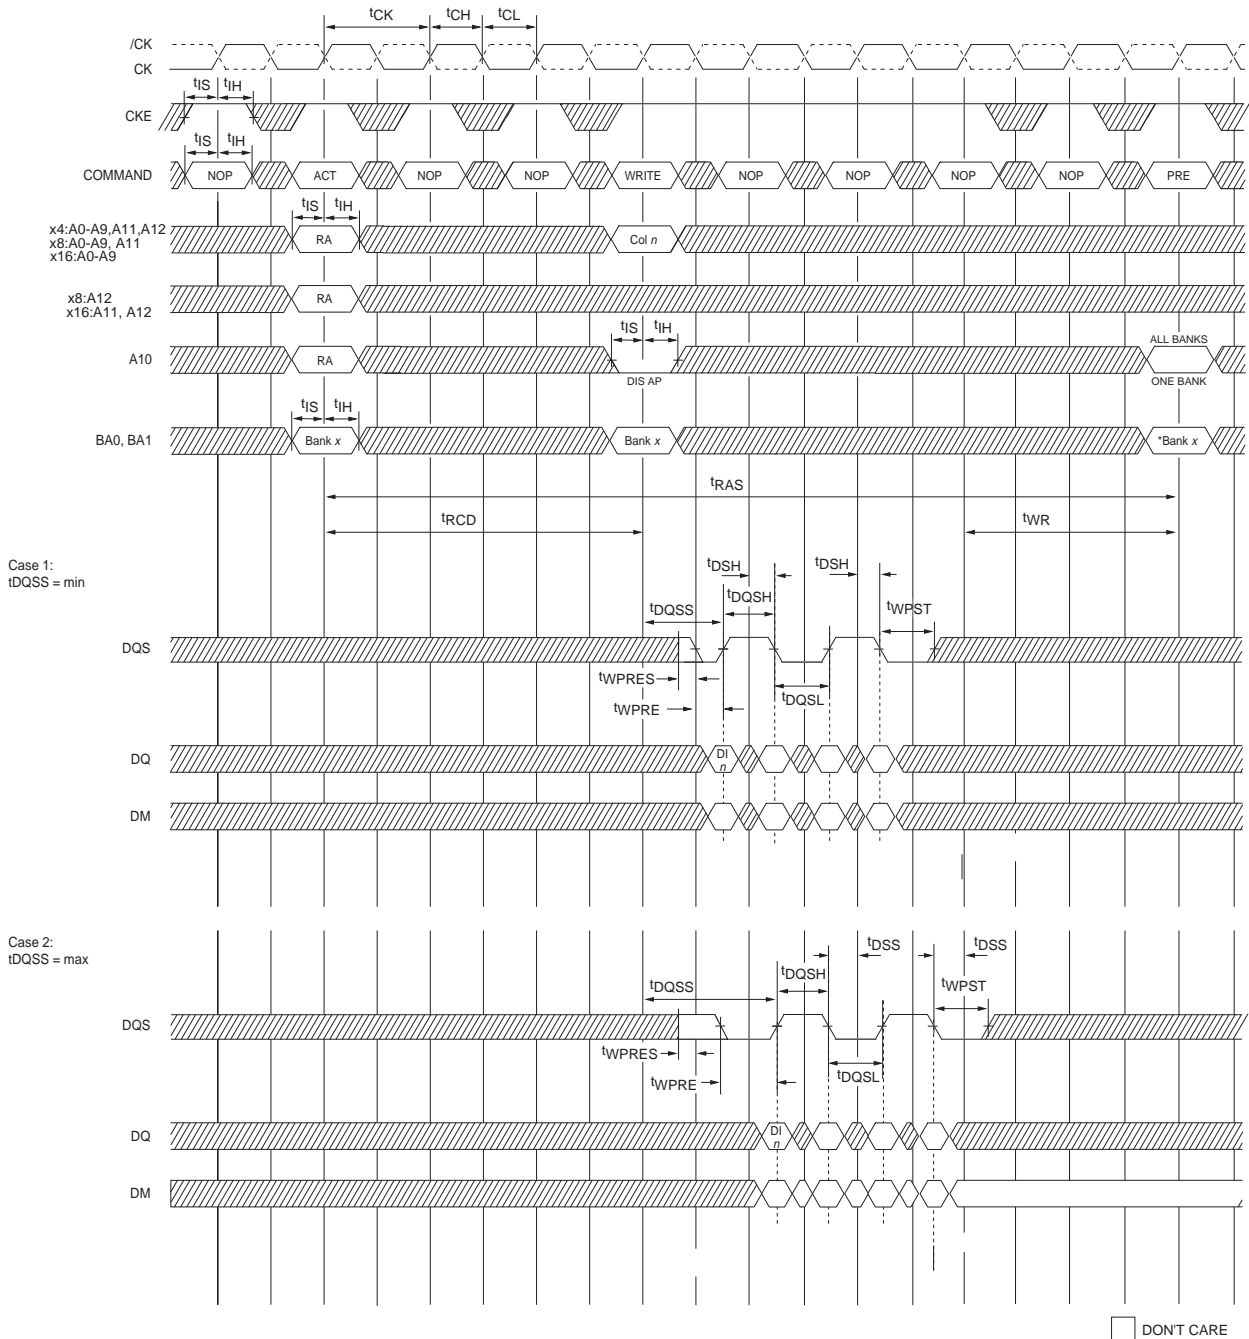 tCK tCH tCL
/CK
CK
tIS tIH
CKE
tIS tIH
COMMAND NOP ACT NOP NOP WRITE NOP NOP NOP NOP PRE
tIS tIH
x4:A0-A9,A11,A12
x8:A0-A9, A11
x16:A0-A9
RA Col n
x8:A12
x16:A11, A12
RA
tIS tIH ALL BANKS
A10 RA
DIS AP ONE BANK
tIS tIH
BA0, BA1 Bank x Bank x *Bank x
tRAS
tRCD tWR
Case 1:
tDQSS = min
tDSH tDSH
tDQSS tDQSH tWPST
DQS
tWPRES
tDQSL
tWPRE
DQ DI
n
DM
Case 2:
tDQSS = max
tDSS tDSS
tDQSS tDQSH tWPST
DQS
tWPRES
tDQSL
tWPRE
DQ DI
n
DM
DON'T CARE